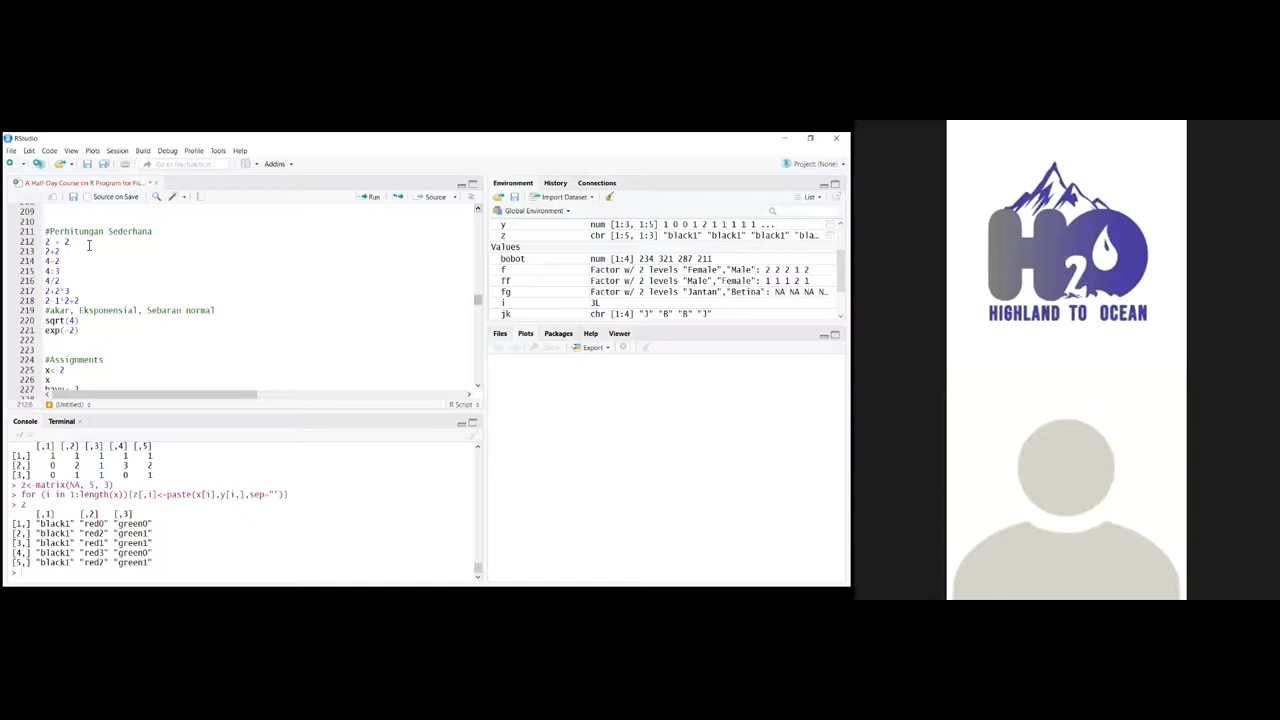 RStudio
File Edit Code View Plots Session Build Debug Profile Tools Help
Go to file/function Addins Project: (None)
A Half-Day Course on R Program for Fis... *
Source on Save Run Source
209
210
211 #Perhitungan Sederhana
212 2 + 2
213 2+2
214 4-2
215 4:3
216 4/2
217 2+2*3
218 2-1*2+2
219 #akar, Eksponensial, Sebaran normal
220 sqrt(4)
221 exp(-2)
222
223
224 #Assignments
225 x<-2
226 x
227
212:6 (Untitled) R Script
Console Terminal
~/
[,1] [,2] [,3] [,4] [,5]
[1,] 1 1 1 1 1
[2,] 0 2 1 3 2
[3,] 0 1 1 0 1
> z<-matrix(NA, 5, 3)
> for (i in 1:length(x)){z[,i]<-paste(x[i],y[i,],sep="")}
> z
[,1] [,2] [,3]
[1,] "black1" "red0" "green0"
[2,] "black1" "red2" "green1"
[3,] "black1" "red1" "green1"
[4,] "black1" "red3" "green0"
[5,] "black1" "red2" "green1"
>
Environment History Connections
Import Dataset List
Global Environment
y num [1:3, 1:5] 1 0 0 1 2 1 1 1 1 1 ...
z chr [1:5, 1:3] "black1" "black1" "black1" "bla...
Values
bobot num [1:4] 234 321 287 211
f Factor w/ 2 levels "Female","Male": 2 2 2 1 2
ff Factor w/ 2 levels "Male","Female": 1 1 1 2 1
fg Factor w/ 2 levels "Jantan","Betina": NA NA NA N...
i 3L
jk chr [1:4] "J" "B" "B" "J"
Files Plots Packages Help Viewer
Zoom Export
H2O
HIGHLAND TO OCEAN